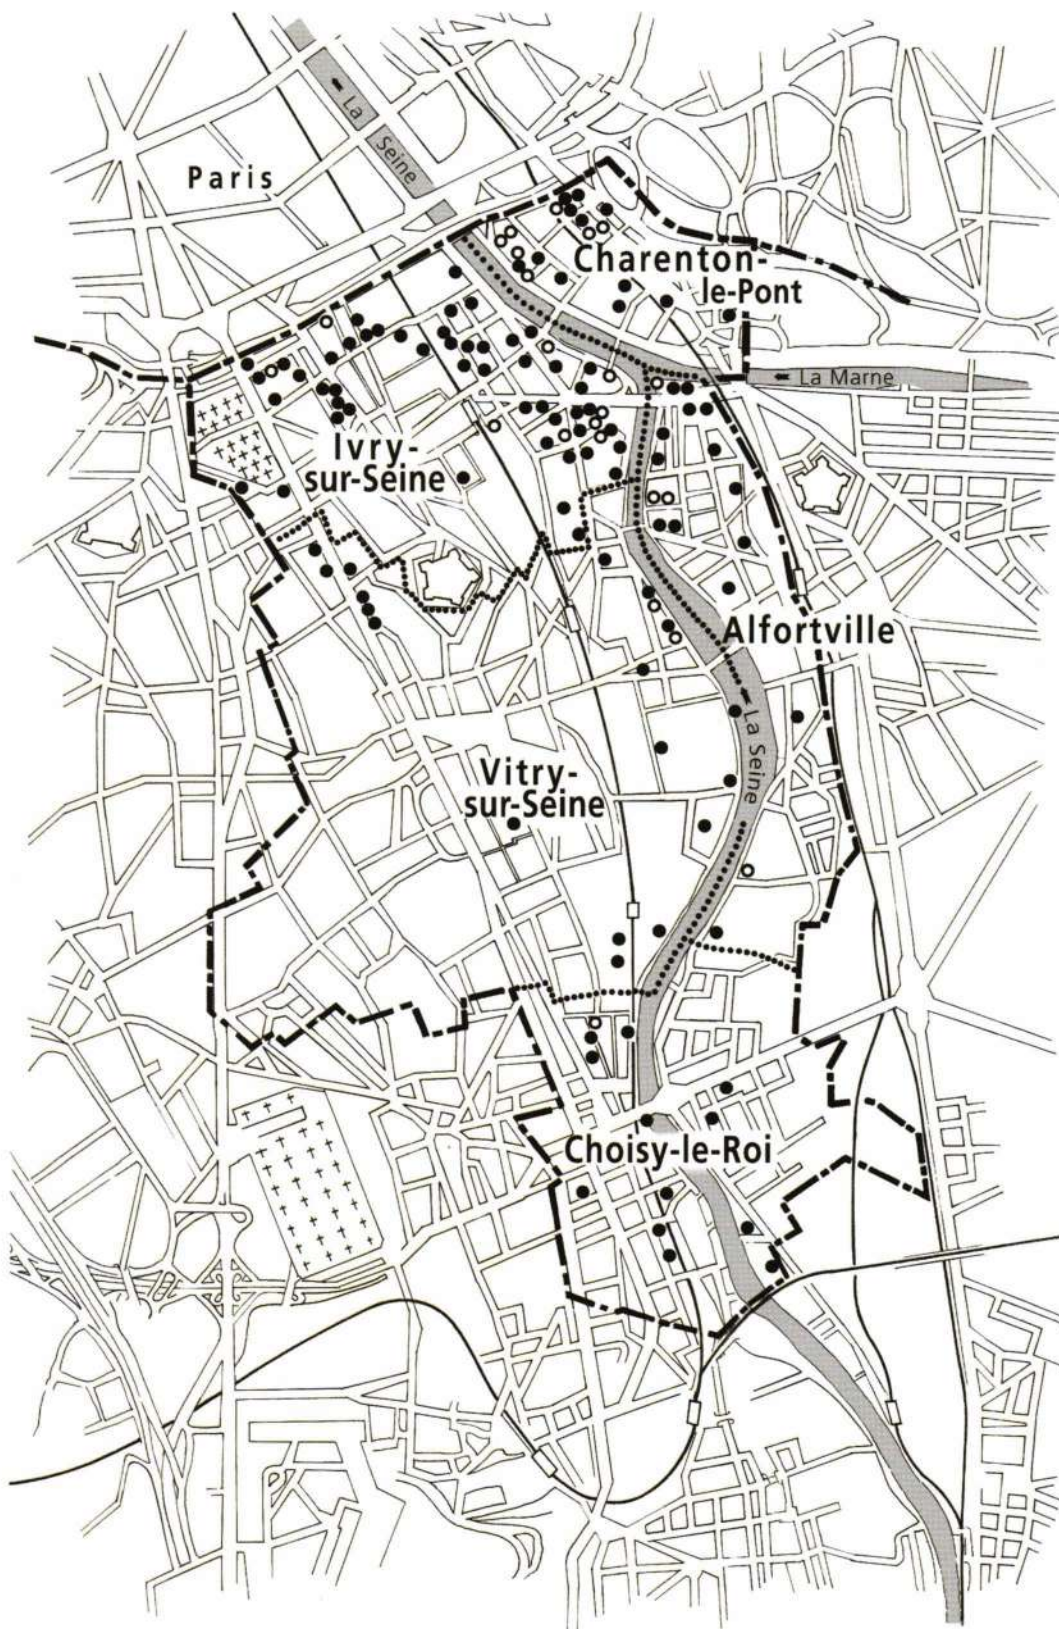 La
Seine
Paris
Charenton-
le-Pont
La Marne
Ivry-
sur-Seine
Alfortville
La Seine
Vitry-
sur-Seine
Choisy-le-Roi